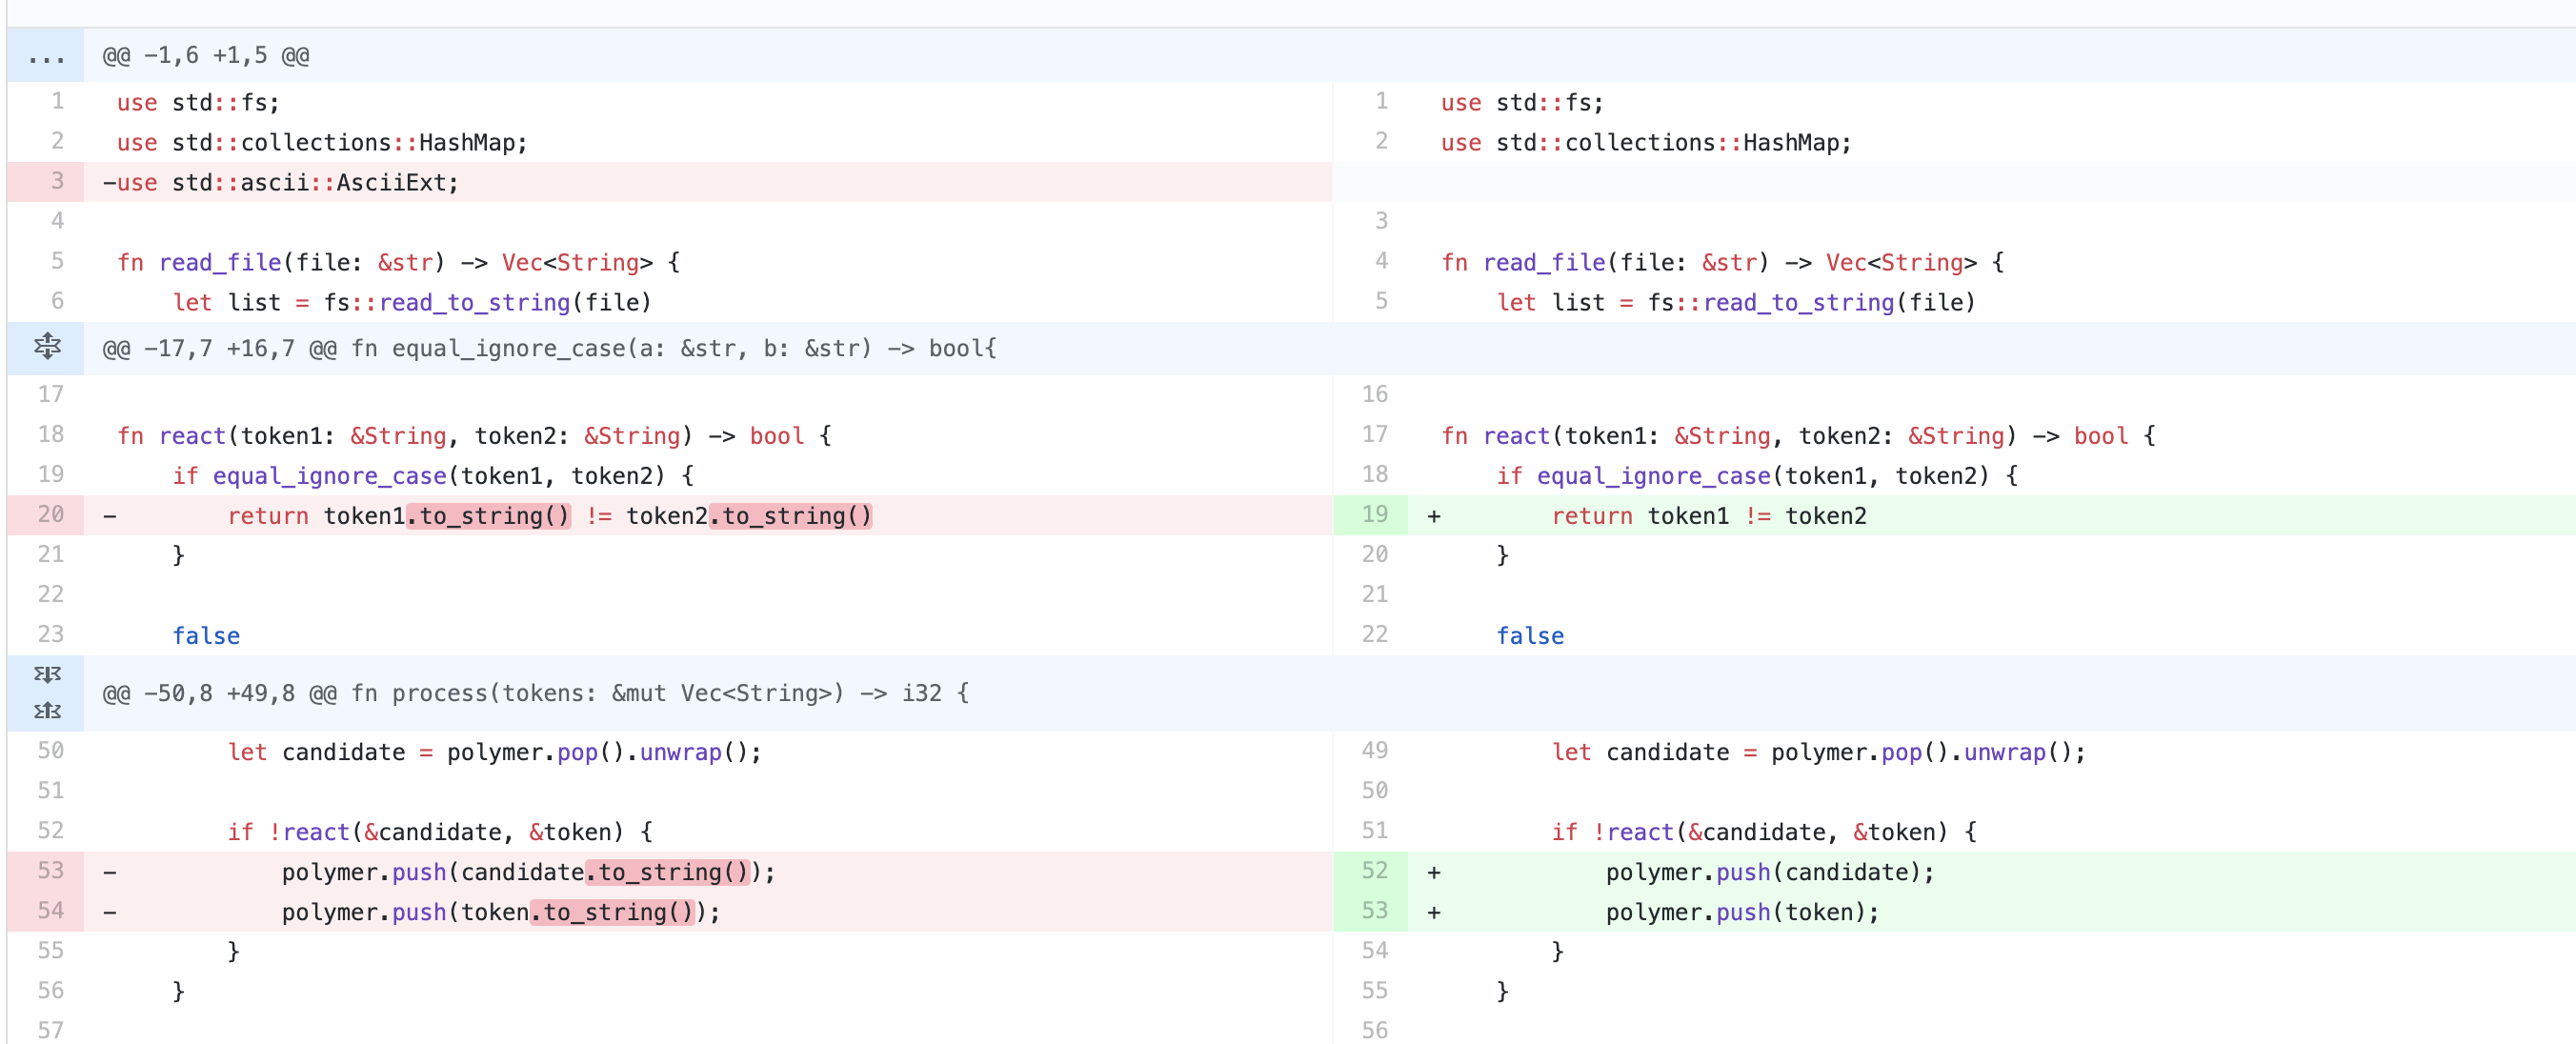 ... @@ -1,6 +1,5 @@
1 use std::fs; 1 use std::fs;
2 use std::collections::HashMap; 2 use std::collections::HashMap;
3 -use std::ascii::AsciiExt;
4 3
5 fn read_file(file: &str) -> Vec<String> { 4 fn read_file(file: &str) -> Vec<String> {
6 let list = fs::read_to_string(file) 5 let list = fs::read_to_string(file)
@@ -17,7 +16,7 @@ fn equal_ignore_case(a: &str, b: &str) -> bool{
17 16
18 fn react(token1: &String, token2: &String) -> bool { 17 fn react(token1: &String, token2: &String) -> bool {
19 if equal_ignore_case(token1, token2) { 18 if equal_ignore_case(token1, token2) {
20 - return token1.to_string() != token2.to_string() 19 + return token1 != token2
21 } 20 }
22 21
23 false 22 false
@@ -50,8 +49,8 @@ fn process(tokens: &mut Vec<String>) -> i32 {
50 let candidate = polymer.pop().unwrap(); 49 let candidate = polymer.pop().unwrap();
51 50
52 if !react(&candidate, &token) { 51 if !react(&candidate, &token) {
53 - polymer.push(candidate.to_string()); 52 + polymer.push(candidate);
54 - polymer.push(token.to_string()); 53 + polymer.push(token);
55 } 54 }
56 } 55 }
57 56